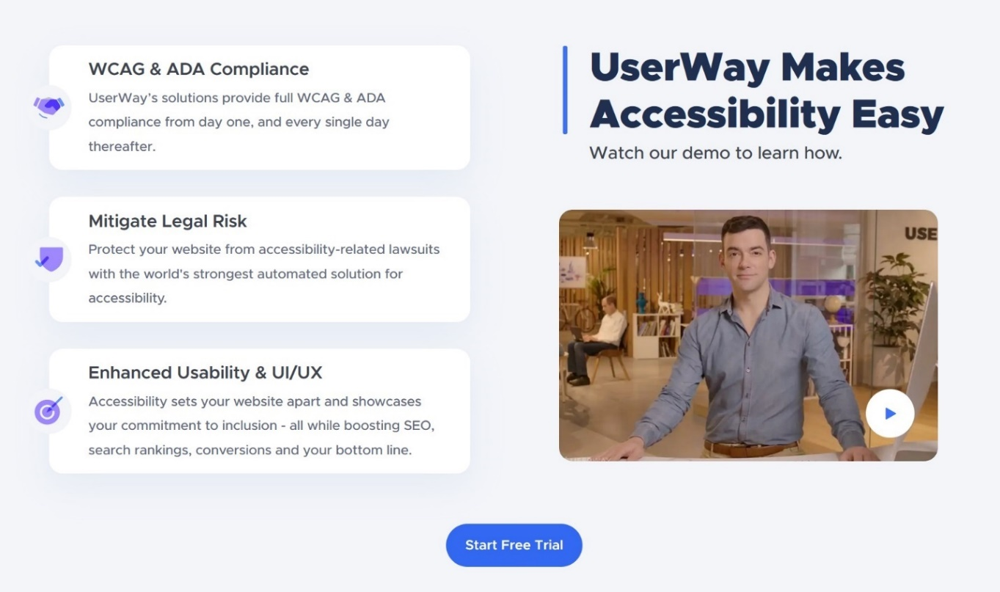 WCAG & ADA Compliance
UserWay's solutions provide full WCAG & ADA
compliance from day one, and every single day
thereafter.
Mitigate Legal Risk
Protect your website from accessibility-related lawsuits
with the world's strongest automated solution for
accessibility.
Enhanced Usability & UI/UX
Accessibility sets your website apart and showcases
your commitment to inclusion - all while boosting SEO,
search rankings, conversions and your bottom line.
UserWay Makes
Accessibility Easy
Watch our demo to learn how.
USE
Start Free Trial